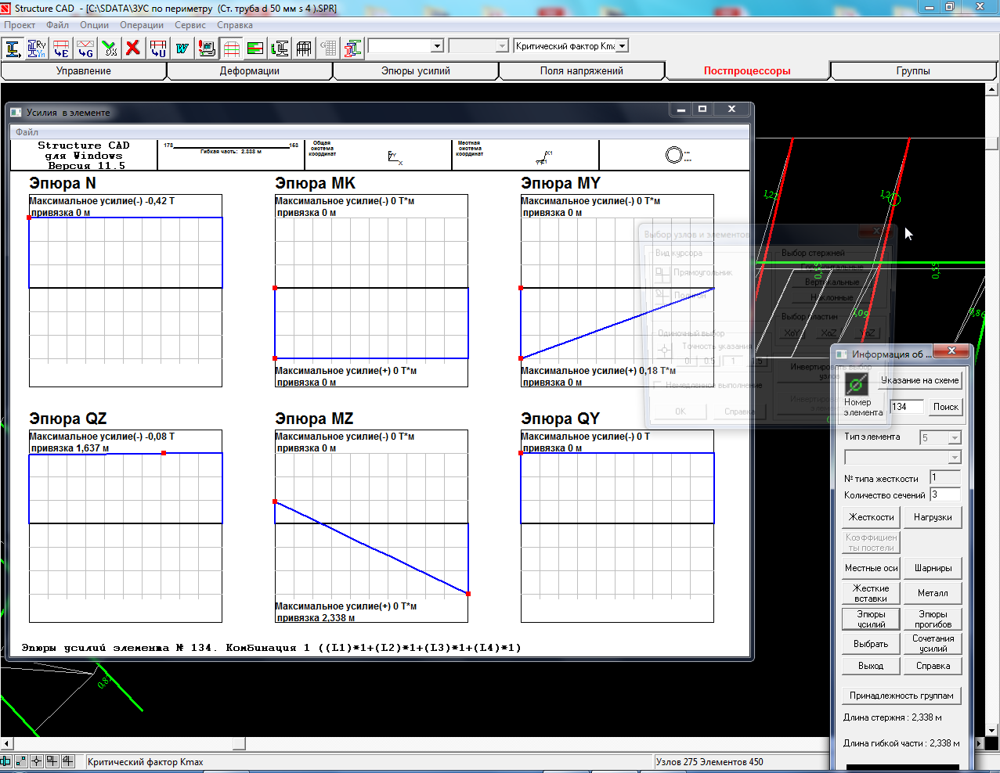 Structure CAD - [C:\SDATA\ЗУС по периметру (Ст. труба d 50 мм s 4 ).SPR]
Проект Файл Опции Операции Сервис Справка
Критический фактор Kma
Управление Деформации Эпюры усилий Поля напряжений Постпроцессоры Группы
Усилия в элементе
Файл
Structure CAD
для Windows
Версия 11.5
178 Гибкая часть: 2.338 м 163
Общая
система
координат
Местная
система
координат
Эпюра N
Максимальное усилие(-) -0,42 Т
привязка 0 м
Эпюра MK
Максимальное усилие(-) 0 Т*м
привязка 0 м
Максимальное усилие(+) 0 Т*м
привязка 0 м
Эпюра MY
Максимальное усилие(-) 0 Т*м
привязка 0 м
Максимальное усилие(+) 0,18 Т*м
привязка 0 м
Эпюра QZ
Максимальное усилие(-) -0,08 Т
привязка 1,637 м
Эпюра MZ
Максимальное усилие(-) 0 Т*м
привязка 0 м
Максимальное усилие(+) 0 Т*м
привязка 2,338 м
Эпюра QY
Максимальное усилие(-) 0 Т
привязка 0 м
Эпюры усилий элемента № 134. Комбинация 1 ((L1)*1+(L2)*1+(L3)*1+(L4)*1)
Выбор узлов и элементов
Вид курсора
Прямоугольник
Полигон
Одиночный выбор
Точность указания
0.5 1
Немедленное выполнение
OK Справка
Выбор стержней
Горизонтальные
Вертикальные
Наклонные
Выбор пластин
XoY XoZ YoZ
Инвертировать выбор
узлов
Информация об ...
Указание на схеме
Номер
элемента 134 Поиск
Тип элемента 5
№ типа жесткости 1
Количество сечений 3
Жесткости Нагрузки
Коэффициен
ты постели
Местные оси Шарниры
Жесткие
вставки
Металл
Эпюры
усилий
Эпюры
прогибов
Выбрать
Сочетания
усилий
Выход Справка
Принадлежность группам
Длина стержня : 2,338 м
Длина гибкой части : 2,338 м
Критический фактор Kmax
Узлов 275 Элементов 450